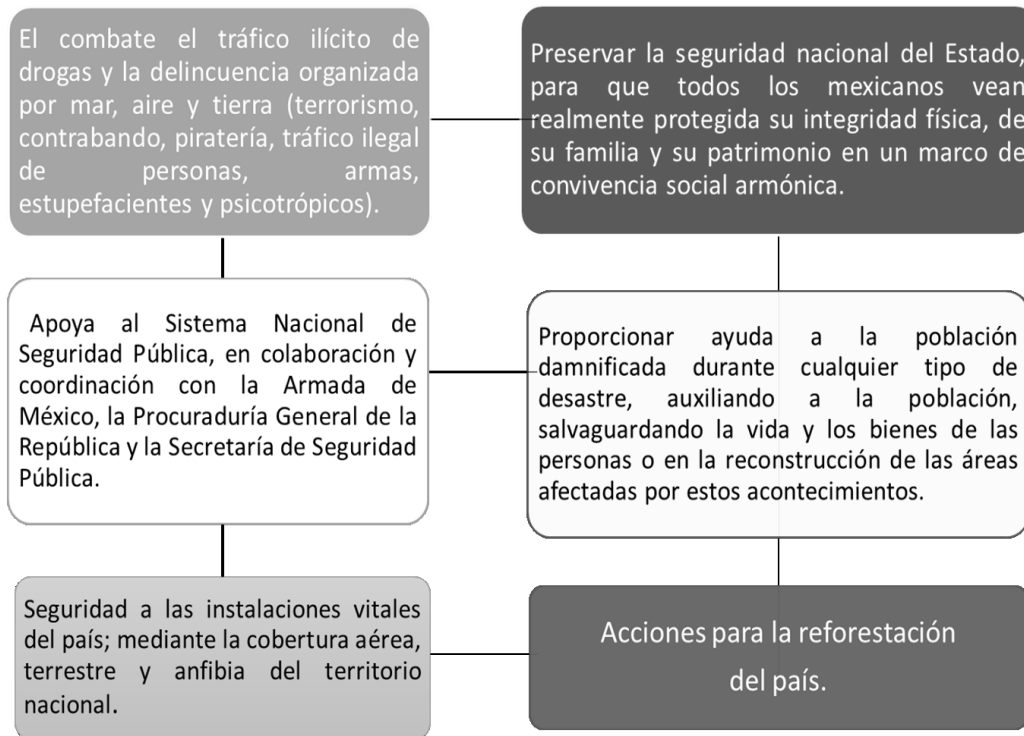 El combate el tráfico ilícito de
drogas y la delincuencia organizada
por mar, aire y tierra (terrorismo,
contrabando, piratería, tráfico ilegal
de personas, armas,
estupefacientes y psicotrópicos).
Preservar la seguridad nacional del Estado,
para que todos los mexicanos vean
realmente protegida su integridad física, de
su familia y su patrimonio en un marco de
convivencia social armónica.
Apoya al Sistema Nacional de
Seguridad Pública, en colaboración y
coordinación con la Armada de
México, la Procuraduría General de la
República y la Secretaría de Seguridad
Pública.
Proporcionar ayuda a la población
damnificada durante cualquier tipo de
desastre, auxiliando a la población,
salvaguardando la vida y los bienes de las
personas o en la reconstrucción de las áreas
afectadas por estos acontecimientos.
Seguridad a las instalaciones vitales
del país; mediante la cobertura aérea,
terrestre y anfibia del territorio
nacional.
Acciones para la reforestación
del país.